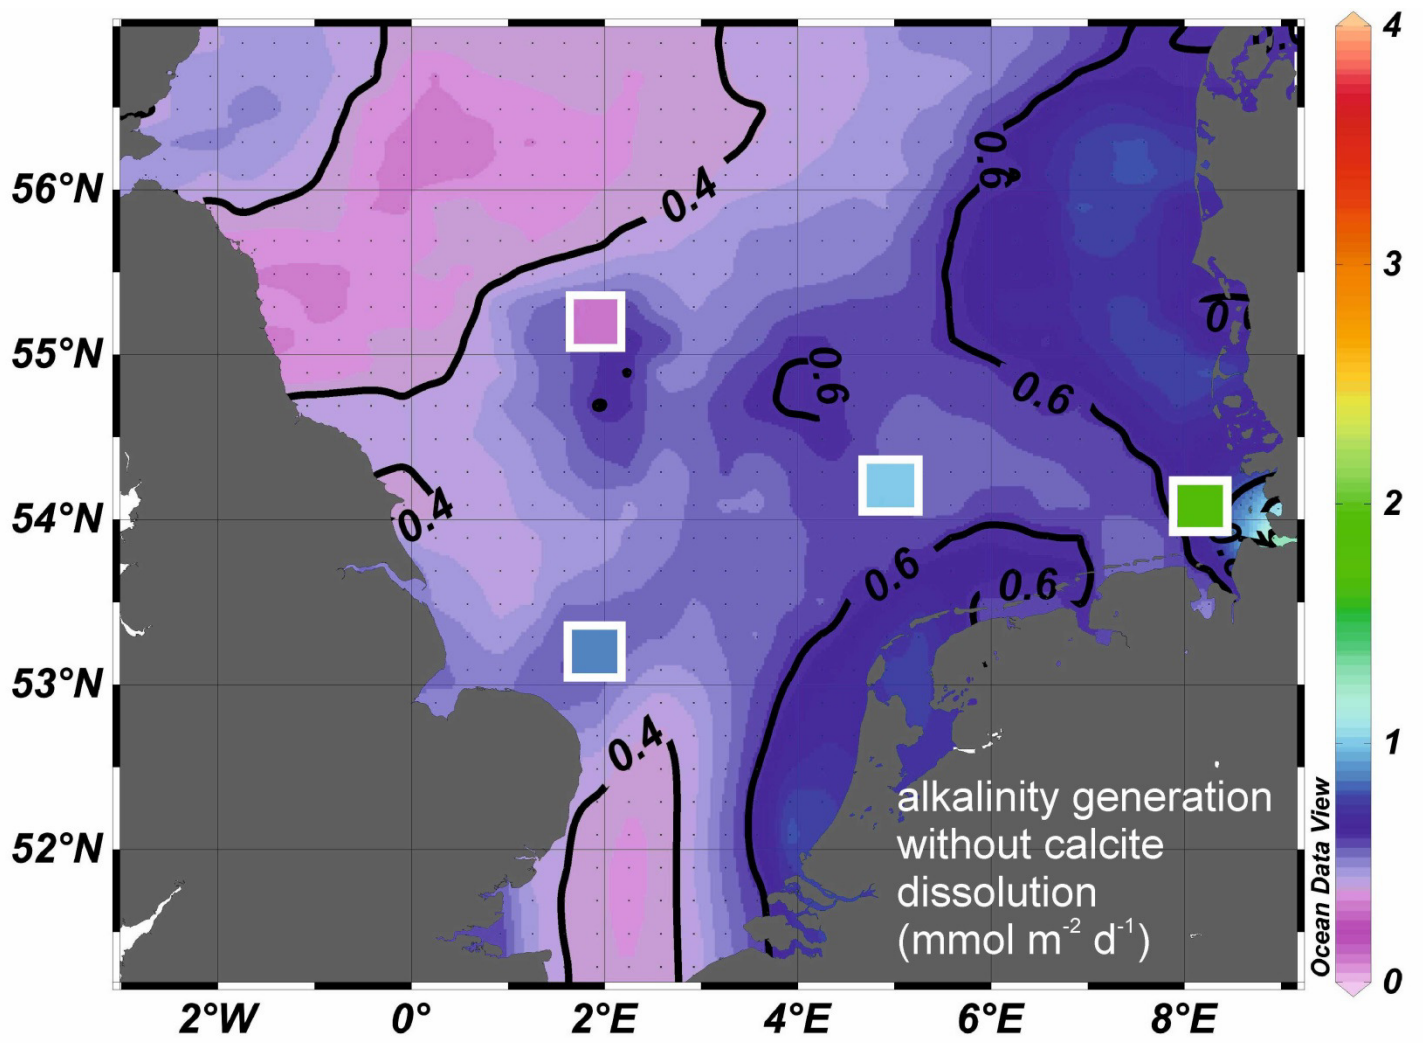 4
3
2
1
0
Ocean Data View
56°N
55°N
54°N
53°N
52°N
2°W
0°
2°E
4°E
6°E
8°E
0.6
0.4
0.6
0.6
0.4
0.6
0.6
0.4
alkalinity generation
without calcite
dissolution
(mmol m⁻² d⁻¹)